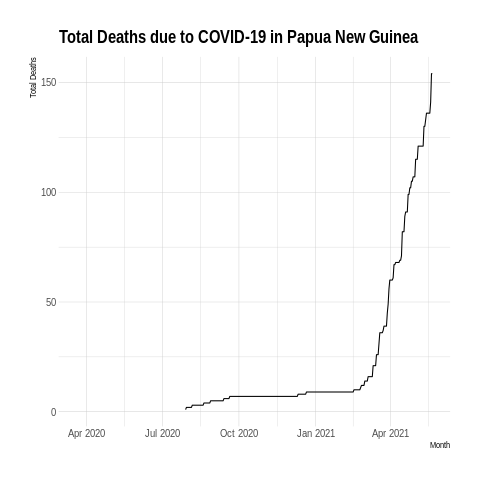 Total Deaths due to COVID-19 in Papua New Guinea
Total Deaths
150
100
50
0
Apr 2020 Jul 2020 Oct 2020 Jan 2021 Apr 2021
Month